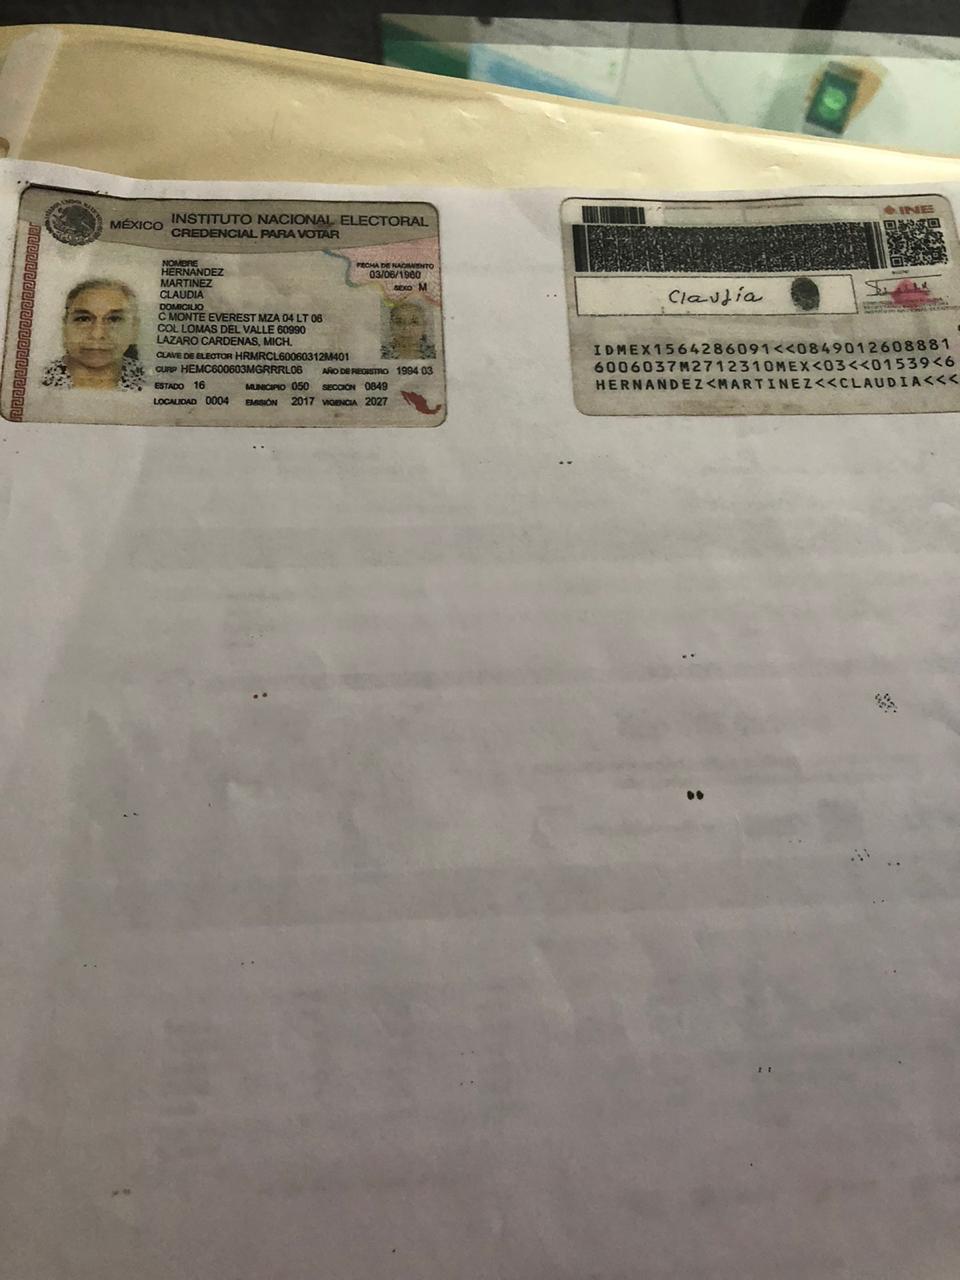 MÉXICO INSTITUTO NACIONAL ELECTORAL
CREDENCIAL PARA VOTAR
NOMBRE
HERNANDEZ
MARTINEZ
CLAUDIA
FECHA DE NACIMIENTO
03/06/1960
SEXO M
DOMICILIO
C MONTE EVEREST MZA 04 LT 06
COL LOMAS DEL VALLE 60990
LAZARO CARDENAS, MICH.
CLAVE DE ELECTOR HRMRCL60060312M401
CURP HEMC600603MGRRRL06 AÑO DE REGISTRO 1994 03
ESTADO 16 MUNICIPIO 050 SECCIÓN 0849
LOCALIDAD 0004 EMISIÓN 2017 VIGENCIA 2027
INE
Claudia
IDMEX1564286091<<0849012608881
6006037M2712310MEX<03<<01539<6
HERNANDEZ<MARTINEZ<<CLAUDIA<<<